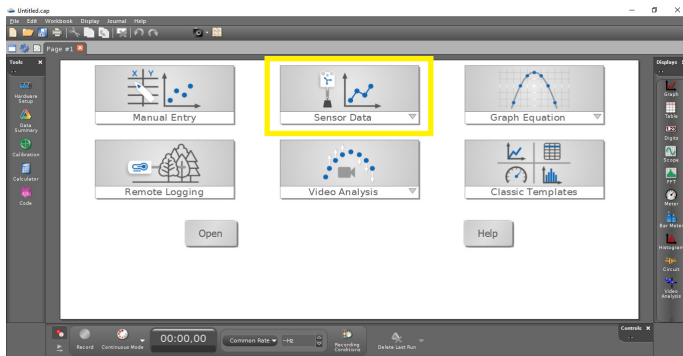 Untitled.cap
File Edit Workbook Display Journal Help
Page #1
Tools
Hardware
Setup
Data
Summary
Calibration
Calculator
Code
X Y
Manual Entry
Sensor Data
Graph Equation
Remote Logging
Video Analysis
Classic Templates
Open
Help
Displays
Graph
Table
Digits
Scope
FFT
Meter
Bar Meter
Histogram
Circuit
Video
Analysis
Record
Continuous Mode
00:00,00
Common Rate
--Hz
Recording
Conditions
Delete Last Run
Controls